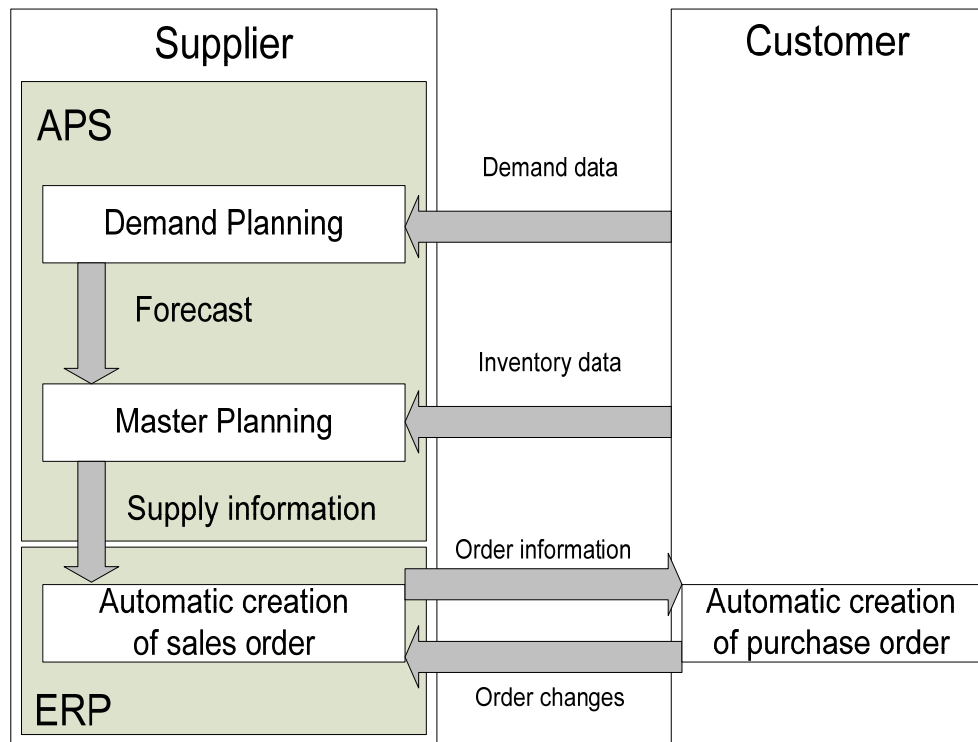 Supplier
Customer
APS
Demand data
Demand Planning
Forecast
Inventory data
Master Planning
Supply information
Order information
Automatic creation
of sales order
Automatic creation
of purchase order
Order changes
ERP